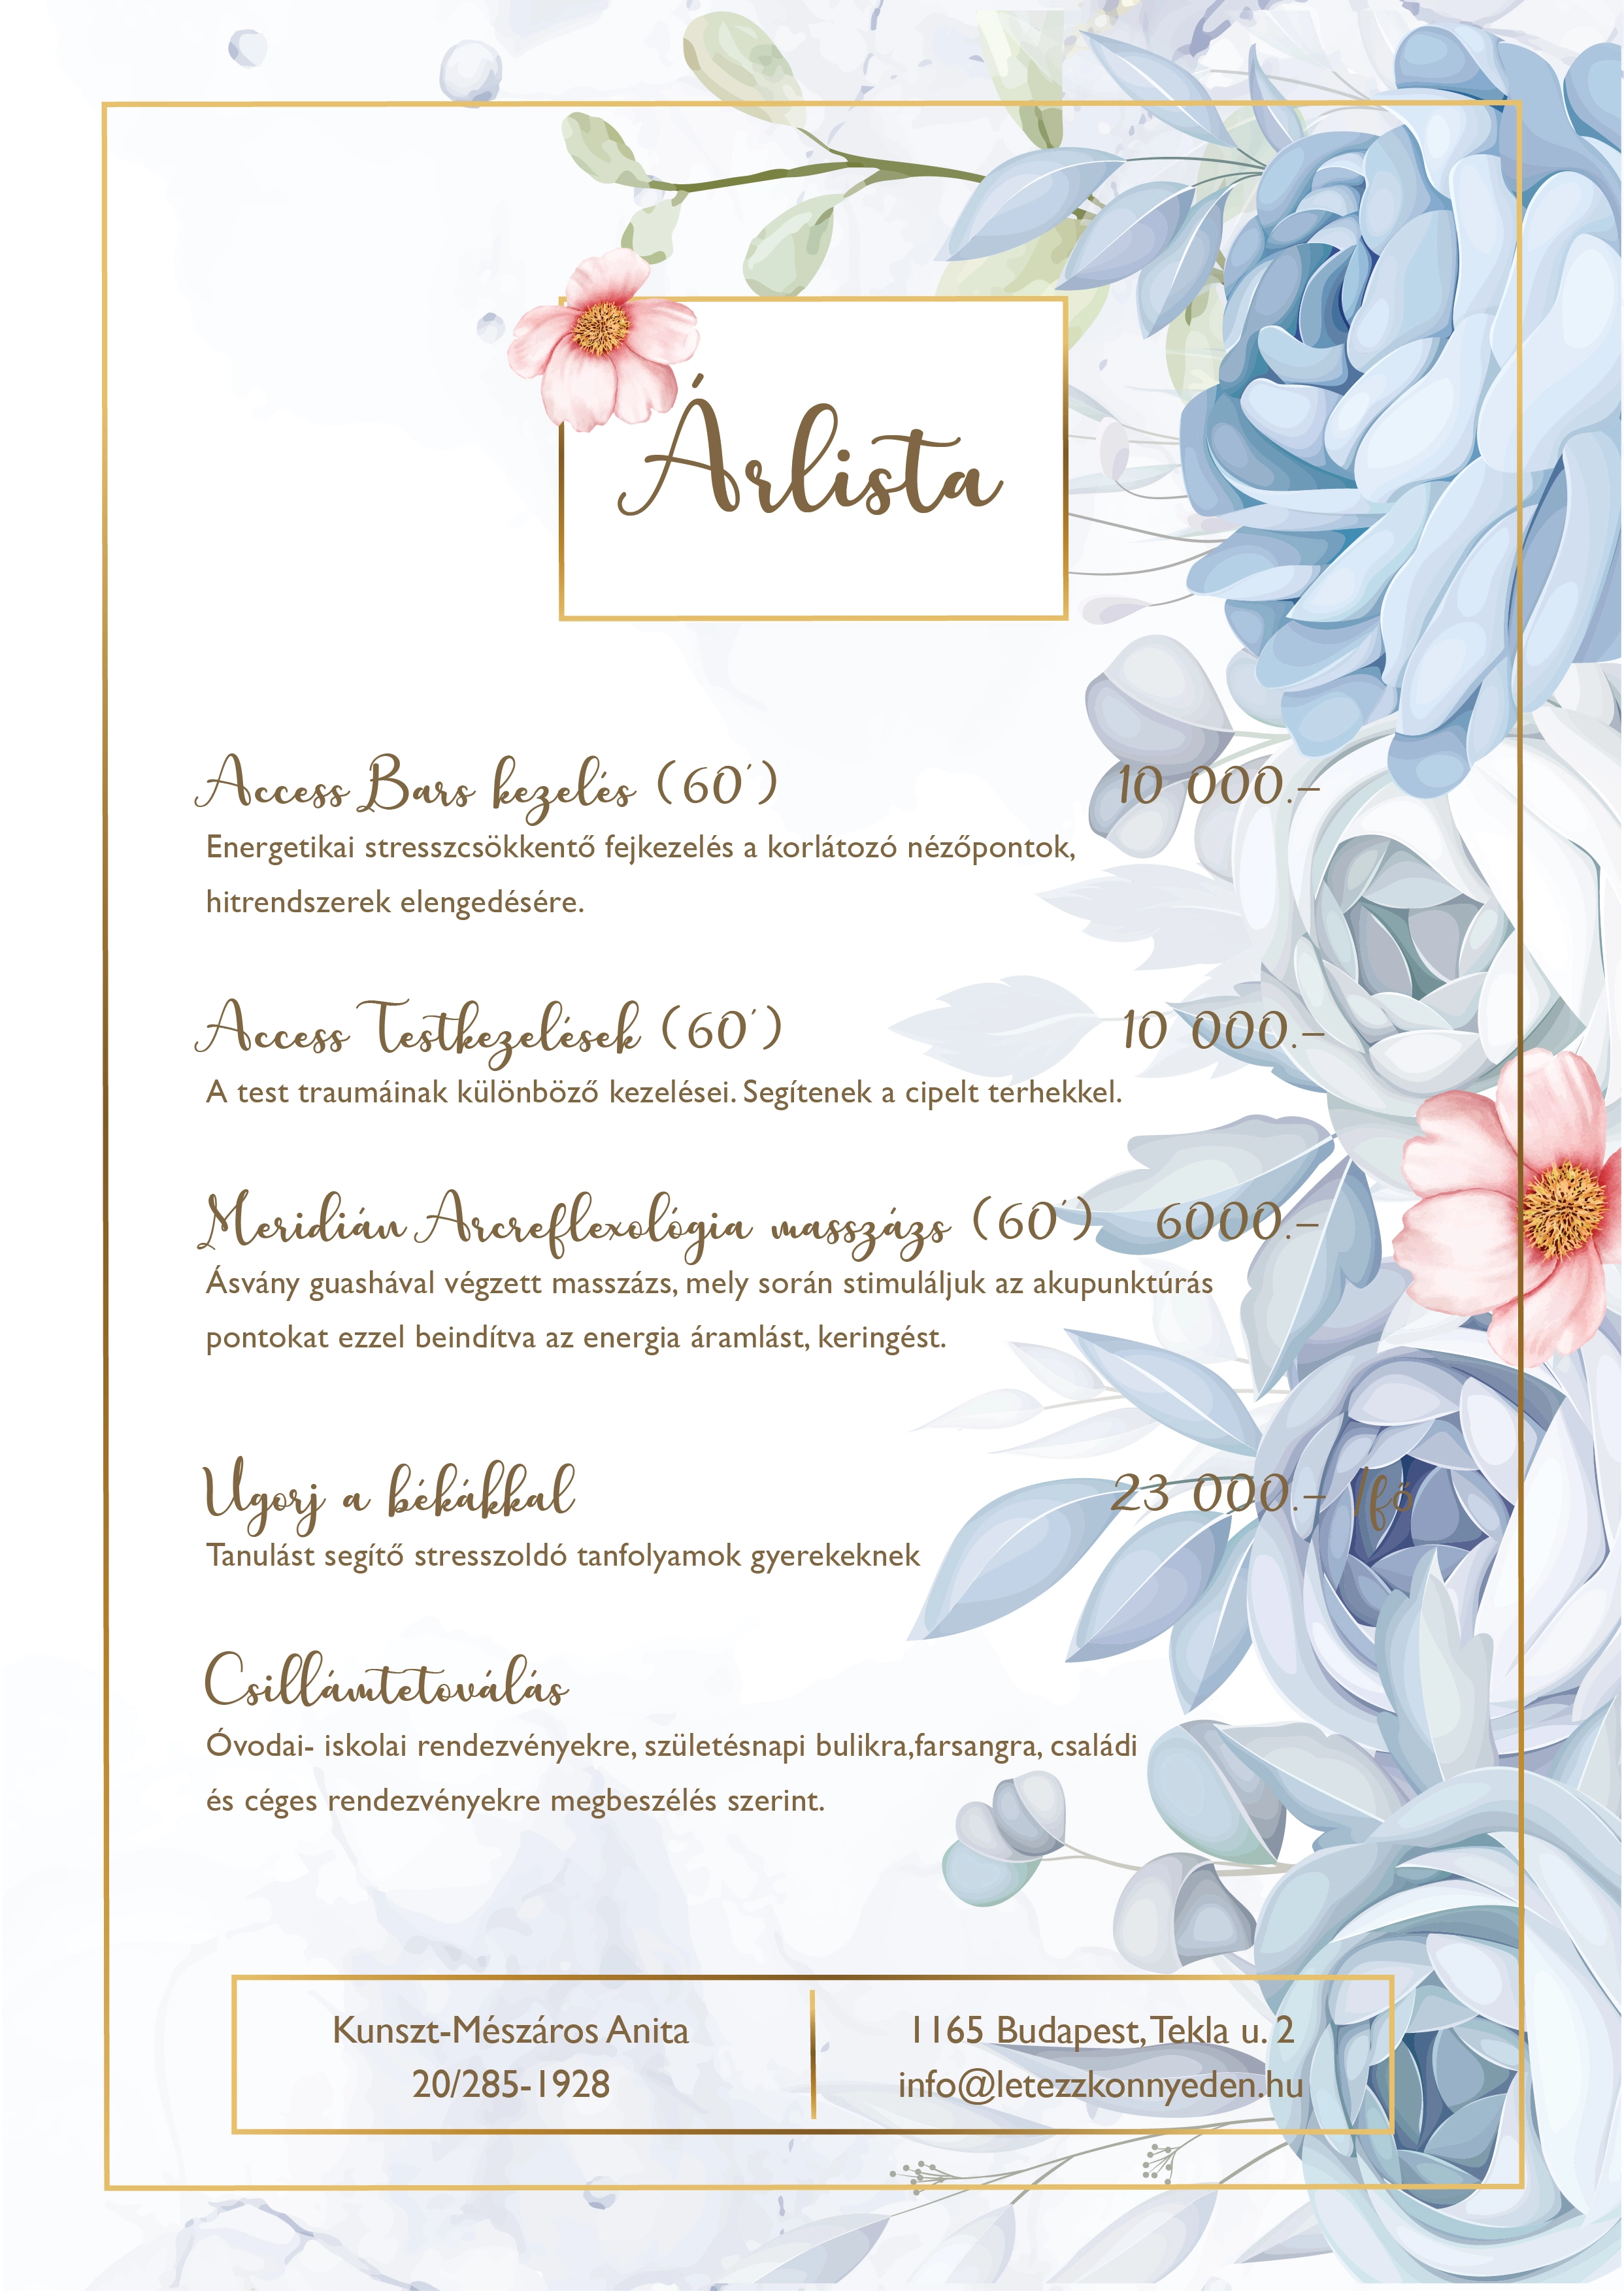 Árlista
Access Bars kezelés (60') 10 000.-
Energetikai stresszcsökkentő fejkezelés a korlátozó nézőpontok,
hitrendszerek elengedésére.
Access Testkezelések (60') 10 000.-
A test traumáinak különböző kezelései. Segítenek a cipelt terhekkel.
Meridián Arcreflexológia masszázs (60') 6000.-
Ásvány guashával végzett masszázs, mely során stimuláljuk az akupunktúrás
pontokat ezzel beindítva az energia áramlást, keringést.
Ugorj a békákkal 23 000.- /fő
Tanulást segítő stresszoldó tanfolyamok gyerekeknek
Csillámtetoválás
Óvodai- iskolai rendezvényekre, születésnapi bulikra,farsangra, családi
és céges rendezvényekre megbeszélés szerint.
Kunszt-Mészáros Anita
20/285-1928
1165 Budapest, Tekla u. 2
info@letezzkonnyeden.hu